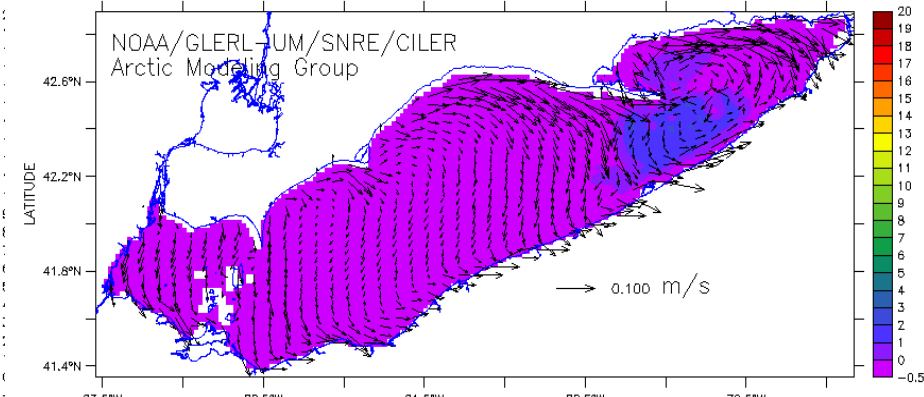 NOAA/GLERL-UM/SNRE/CILER
Arctic Modeling Group
42.6°N
42.2°N
41.8°N
41.4°N
LATITUDE
0.100 m/s
20
19
18
17
16
15
14
13
12
11
10
9
8
7
6
5
4
3
2
1
0
-0.5